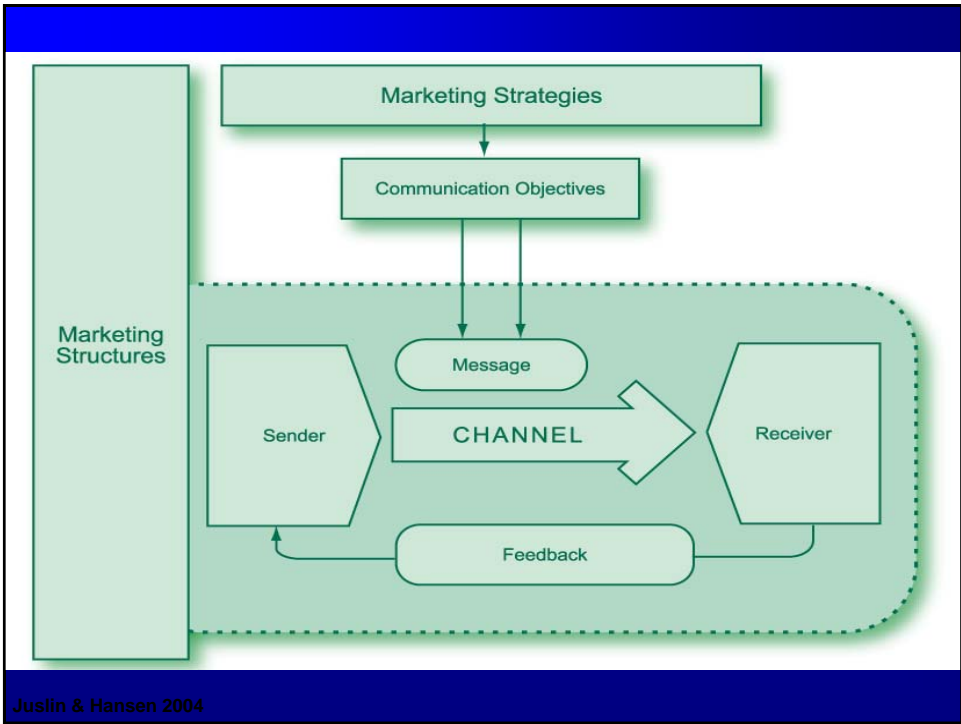 Marketing Strategies
Communication Objectives
Marketing
Structures
Message
Sender
CHANNEL
Receiver
Feedback
Juslin & Hansen 2004